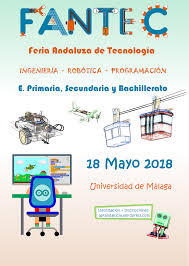 FANTEC
Feria Andaluza de Tecnología
INGENIERÍA - ROBÓTICA - PROGRAMACIÓN
E. Primaria, Secundaria y Bachillerato
18 Mayo 2018
Universidad de Málaga